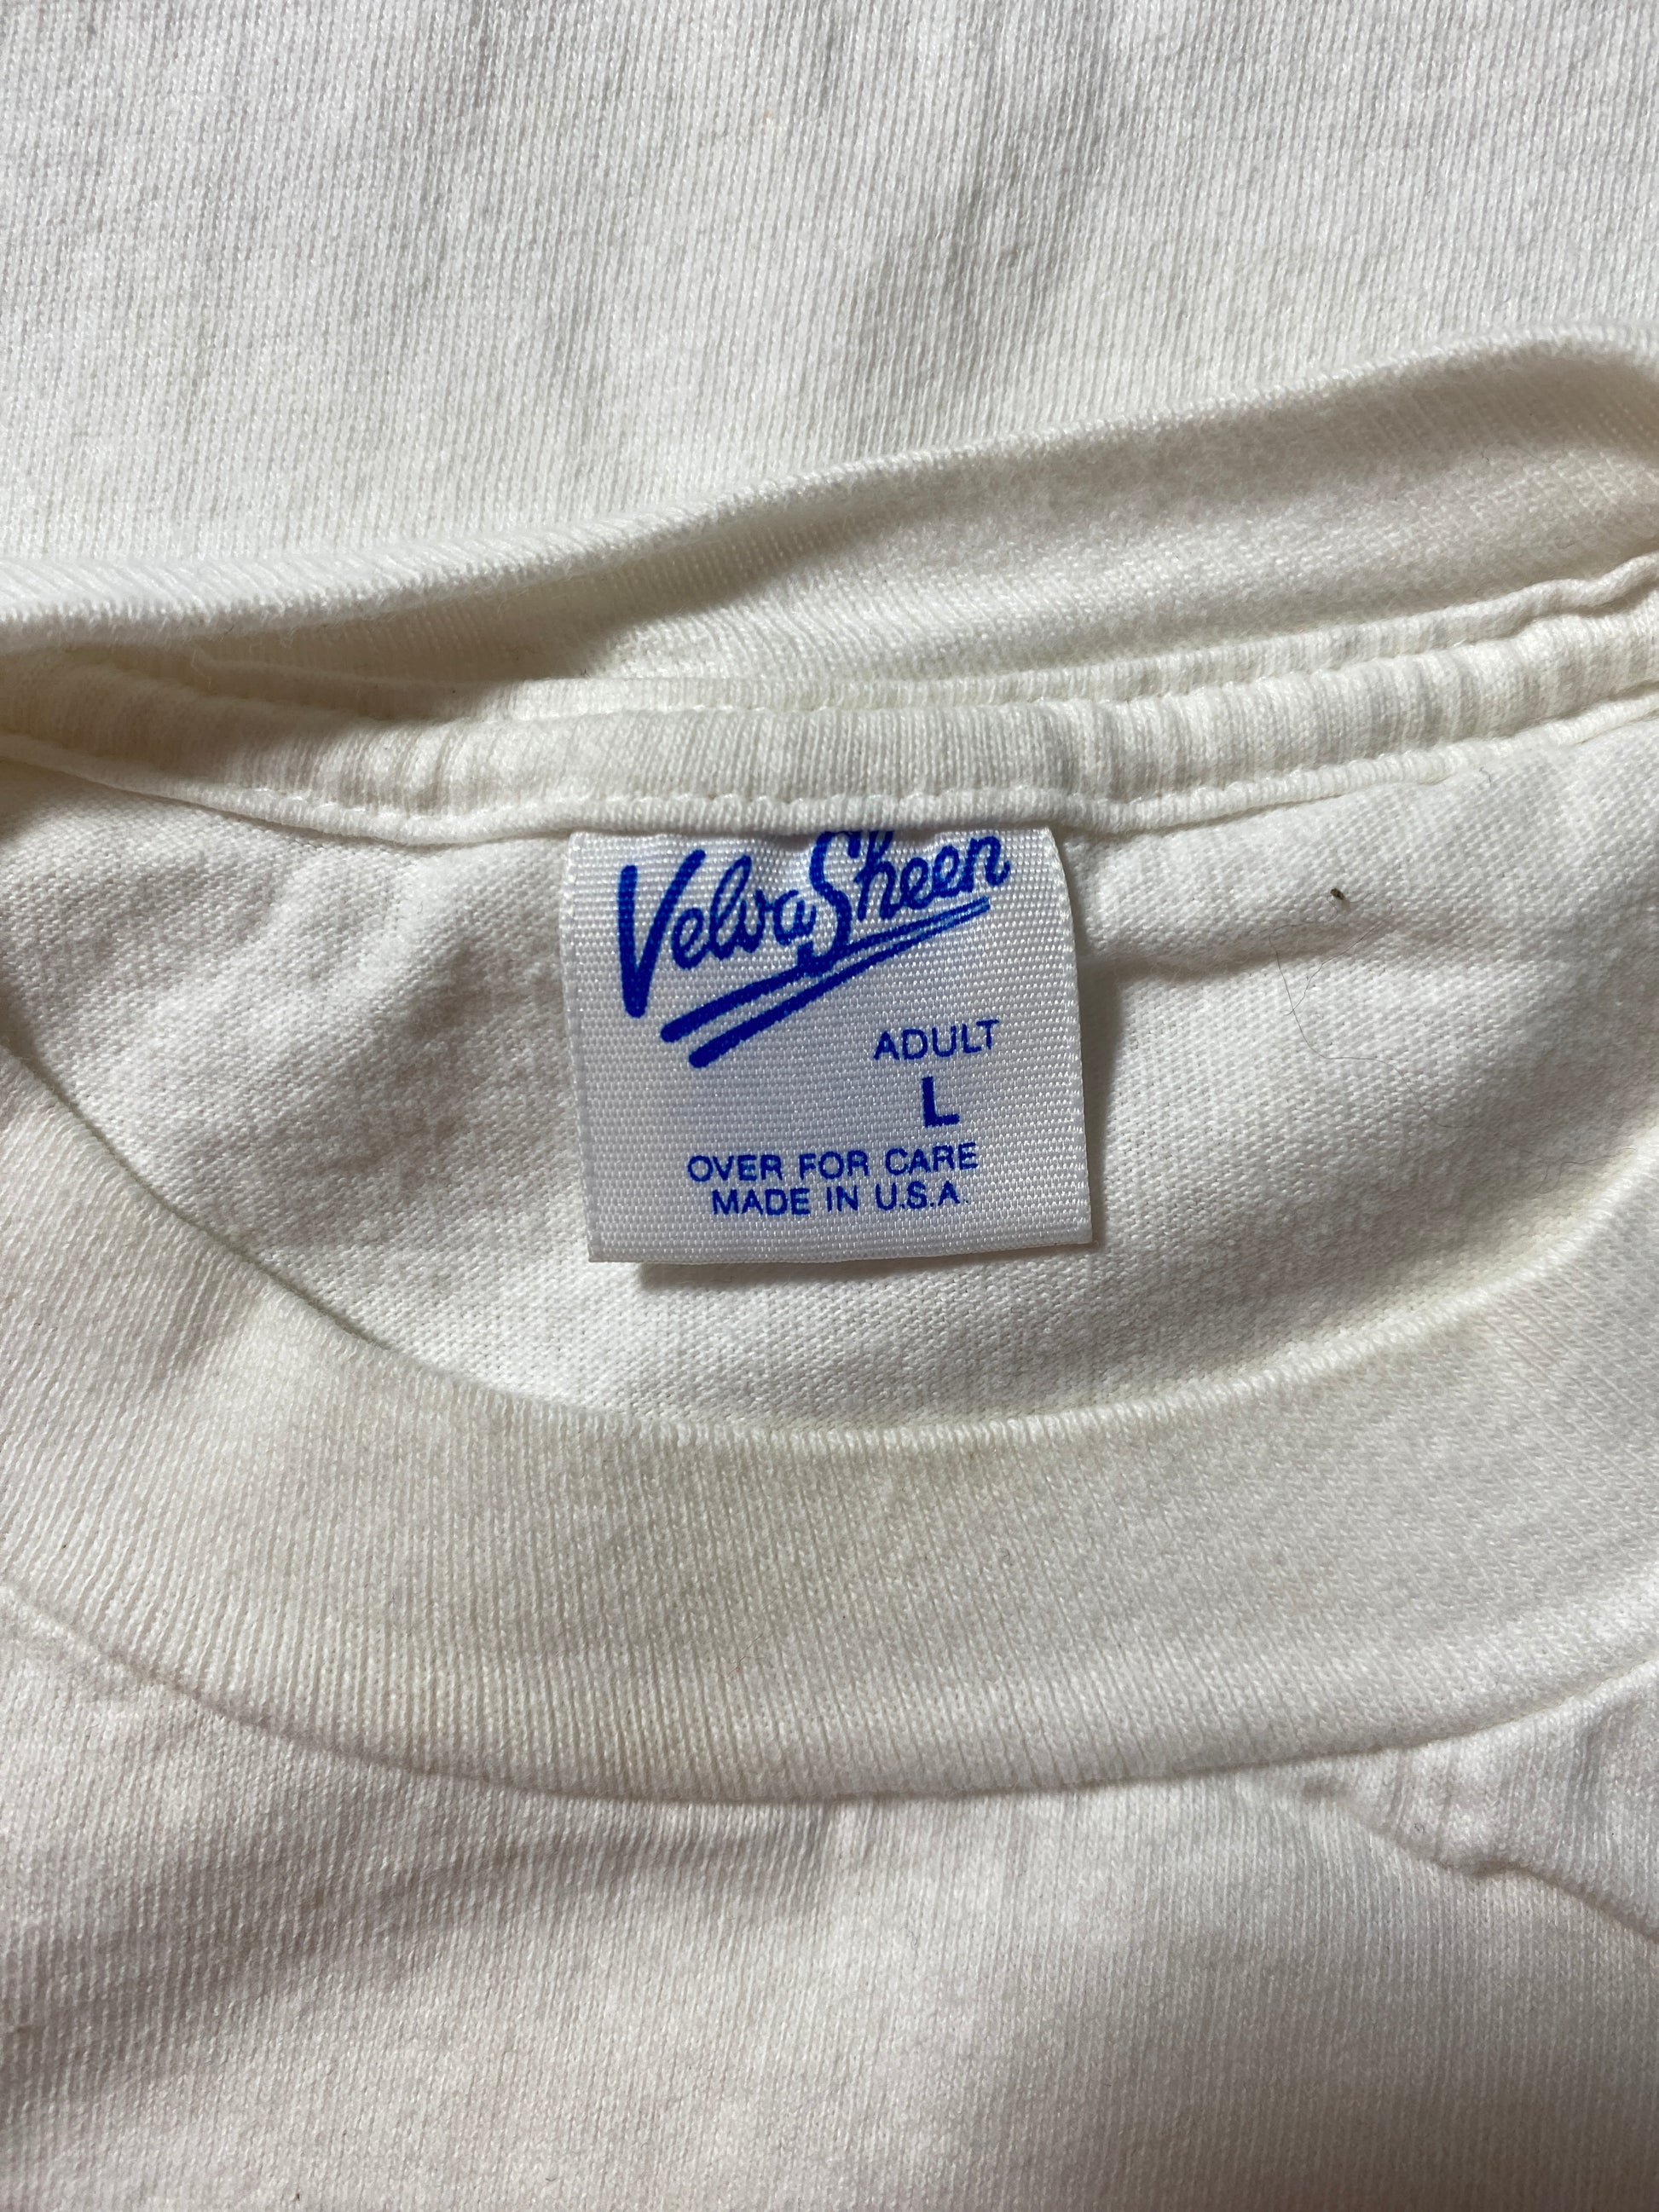 VelvaSheen
ADULT
L
OVER FOR CARE
MADE IN U.S.A.